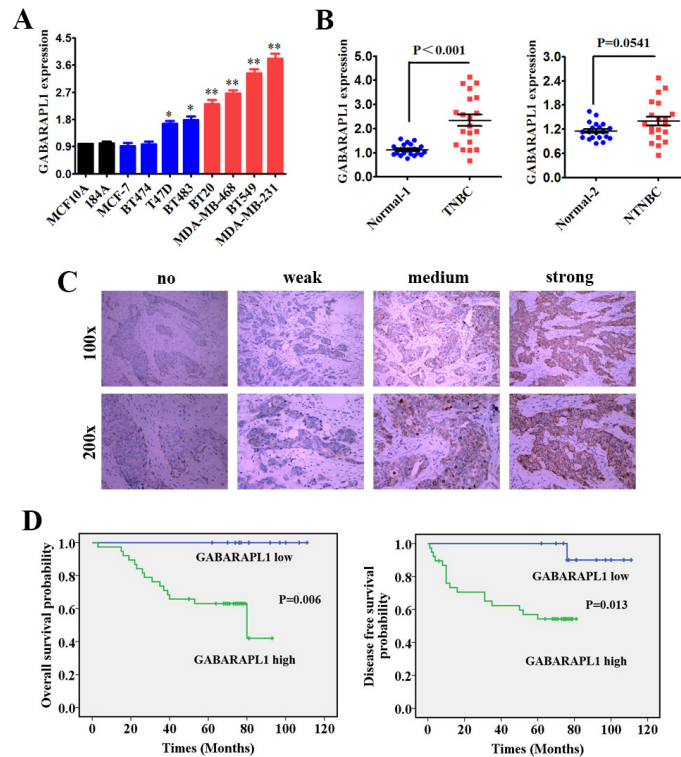 A
GABARAPL1 expression
4.5
3.6
2.7
1.8
0.9
0.0
* * ** ** ** **
MCF10A
184A
MCF-7
BT474
T47D
BT483
BT20
MDA-MB-468
BT549
MDA-MB-231
B
GABARAPL1 expression
5.0
4.0
3.0
2.0
1.0
0.0
P<0.001
Normal-1
TNBC
GABARAPL1 expression
3.0
2.5
2.0
1.5
1.0
0.5
0.0
P=0.0541
Normal-2
NTNBC
C
no weak medium strong
100x
200x
D
Overall survival probability
1.0
0.8
0.6
0.4
0.2
0.0
GABARAPL1 low
P=0.006
GABARAPL1 high
0 20 40 60 80 100 120
Times (Months)
Disease free survival
probability
1.0
0.8
0.6
0.4
0.2
0.0
GABARAPL1 low
P=0.013
GABARAPL1 high
0 20 40 60 80 100 120
Times (Months)